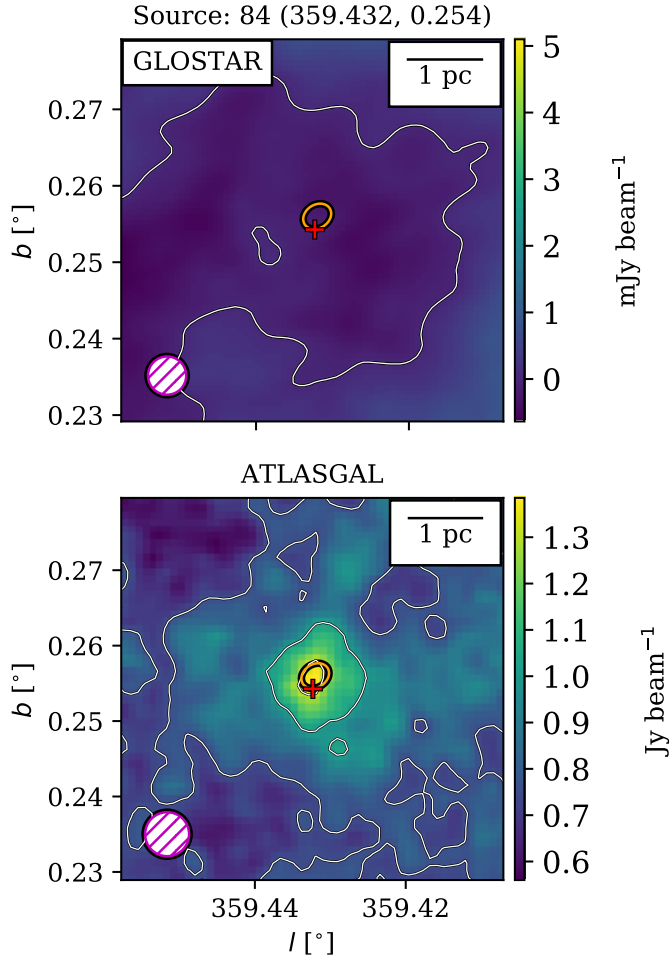 Source: 84 (359.432, 0.254)
GLOSTAR
1 pc
0.27
0.26
0.25
0.24
0.23
b [°]
5
4
3
2
1
0
mJy beam⁻¹
ATLASGAL
1 pc
0.27
0.26
0.25
0.24
0.23
b [°]
359.44
359.42
l [°]
1.3
1.2
1.1
1.0
0.9
0.8
0.7
0.6
Jy beam⁻¹